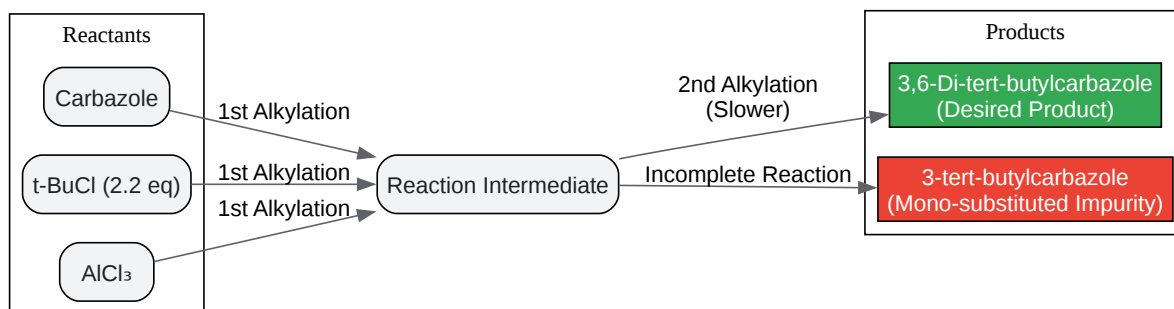 Reactants
Carbazole
t-BuCl (2.2 eq)
AlCl₃
1st Alkylation
1st Alkylation
1st Alkylation
Reaction Intermediate
2nd Alkylation
(Slower)
Incomplete Reaction
Products
3,6-Di-tert-butylcarbazole
(Desired Product)
3-tert-butylcarbazole
(Mono-substituted Impurity)